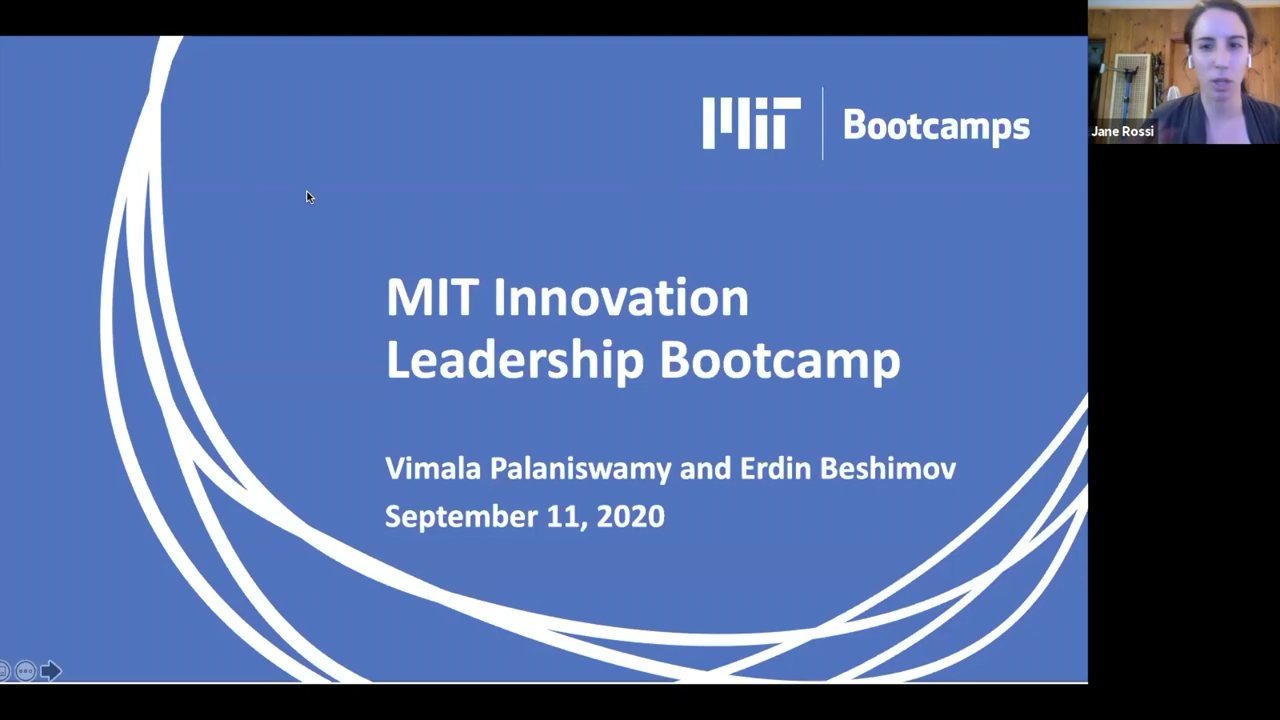 MIT
Bootcamps
Jane Rossi
MIT Innovation
Leadership Bootcamp
Vimala Palaniswamy and Erdin Beshimov
September 11, 2020